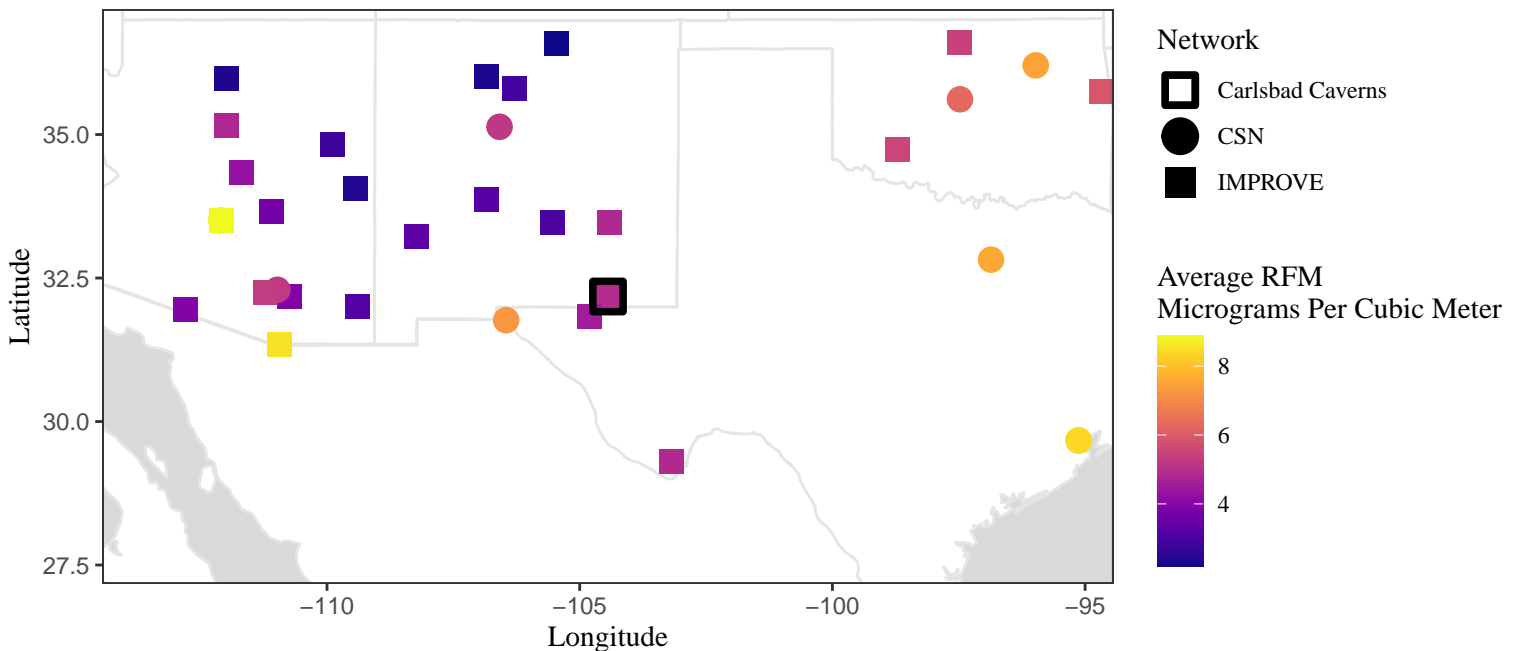 Network
Carlsbad Caverns
CSN
IMPROVE
Average RFM
Micrograms Per Cubic Meter
8
6
4
Latitude
35.0
32.5
30.0
27.5
−110
−105
−100
−95
Longitude